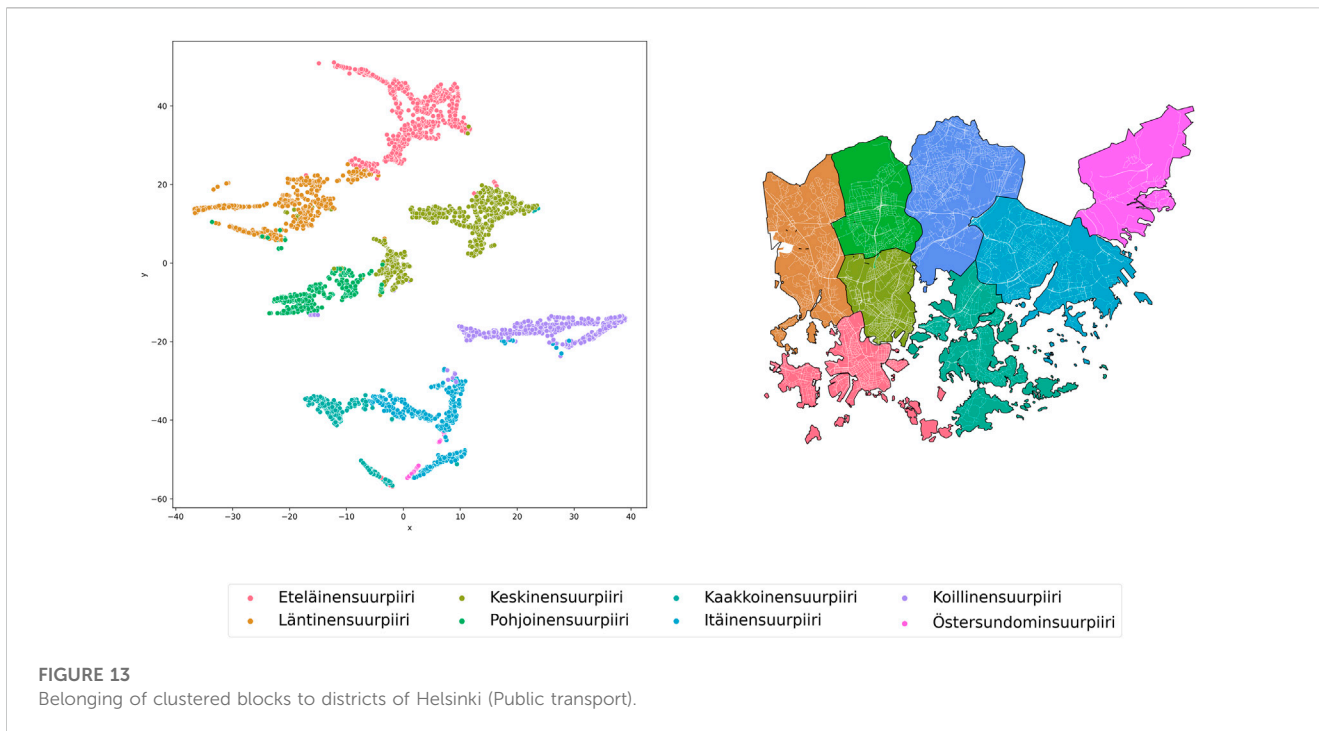 40
20
0
−20
−40
−60
y
−40 −30 −20 −10 0 10 20 30 40
x
Eteläinensuurpiiri Keskinensuurpiiri Kaakkoinensuurpiiri Koillinensuurpiiri
Läntinensuurpiiri Pohjoinensuurpiiri Itäinensuurpiiri Östersundominsuurpiiri
FIGURE 13
Belonging of clustered blocks to districts of Helsinki (Public transport).